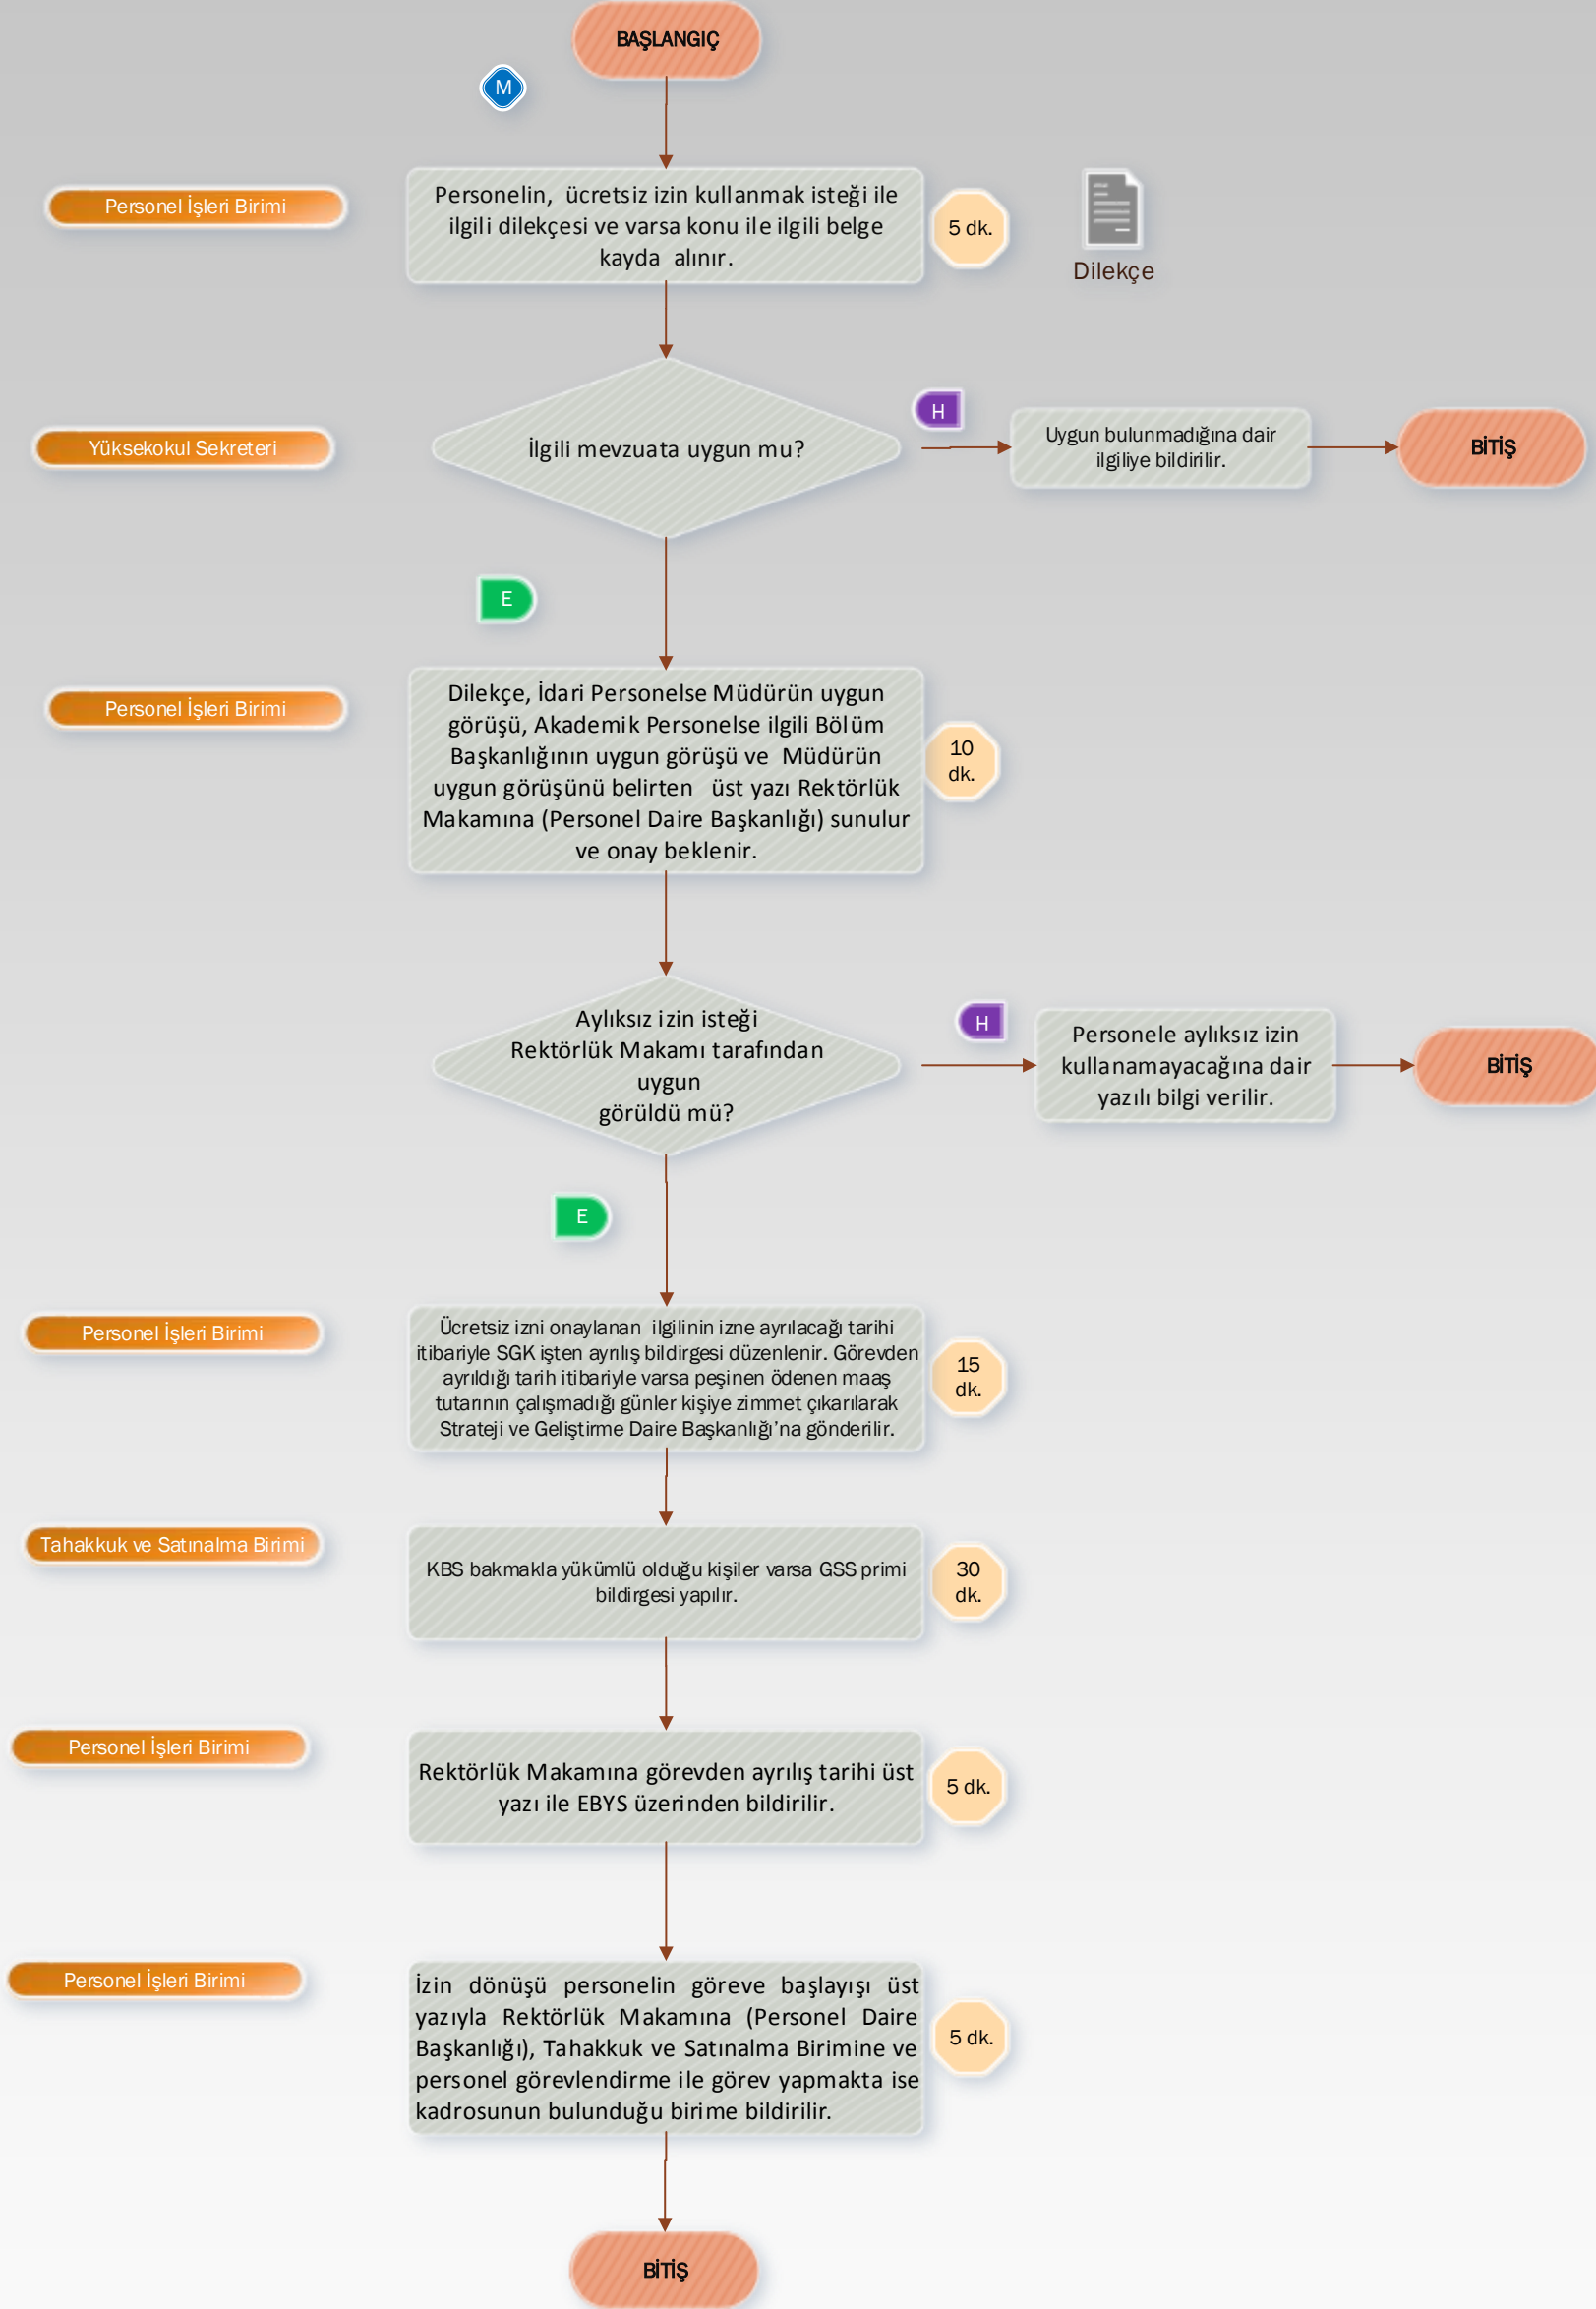 BAŞLANGIÇ
M
Personel İşleri Birimi
Personelin, ücretsiz izin kullanmak isteği ile
ilgili dilekçesi ve varsa konu ile ilgili belge
kayda alınır.
5 dk.
Dilekçe
Yüksekokul Sekreteri
İlgili mevzuata uygun mu?
H
Uygun bulunmadığına dair
ilgiliye bildirilir.
BİTİŞ
E
Personel İşleri Birimi
Dilekçe, İdari Personelse Müdürün uygun
görüşü, Akademik Personelse ilgili Bölüm
Başkanlığının uygun görüşü ve Müdürün
uygun görüşünü belirten üst yazı Rektörlük
Makamına (Personel Daire Başkanlığı) sunulur
ve onay beklenir.
10
dk.
Aylıksız izin isteği
Rektörlük Makamı tarafından
uygun
görüldü mü?
H
Personele aylıksız izin
kullanamayacağına dair
yazılı bilgi verilir.
BİTİŞ
E
Personel İşleri Birimi
Ücretsiz izni onaylanan ilgilinin izne ayrılacağı tarihi
itibariyle SGK işten ayrılış bildirgesi düzenlenir. Görevden
ayrıldığı tarih itibariyle varsa peşinen ödenen maaş
tutarının çalışmadığı günler kişiye zimmet çıkarılarak
Strateji ve Geliştirme Daire Başkanlığı’na gönderilir.
15
dk.
Tahakkuk ve Satınalma Birimi
KBS bakmakla yükümlü olduğu kişiler varsa GSS primi
bildirgesi yapılır.
30
dk.
Personel İşleri Birimi
Rektörlük Makamına görevden ayrılış tarihi üst
yazı ile EBYS üzerinden bildirilir.
5 dk.
Personel İşleri Birimi
İzin dönüşü personelin göreve başlayışı üst
yazıyla Rektörlük Makamına (Personel Daire
Başkanlığı), Tahakkuk ve Satınalma Birimine ve
personel görevlendirme ile görev yapmakta ise
kadrosunun bulunduğu birime bildirilir.
5 dk.
BİTİŞ